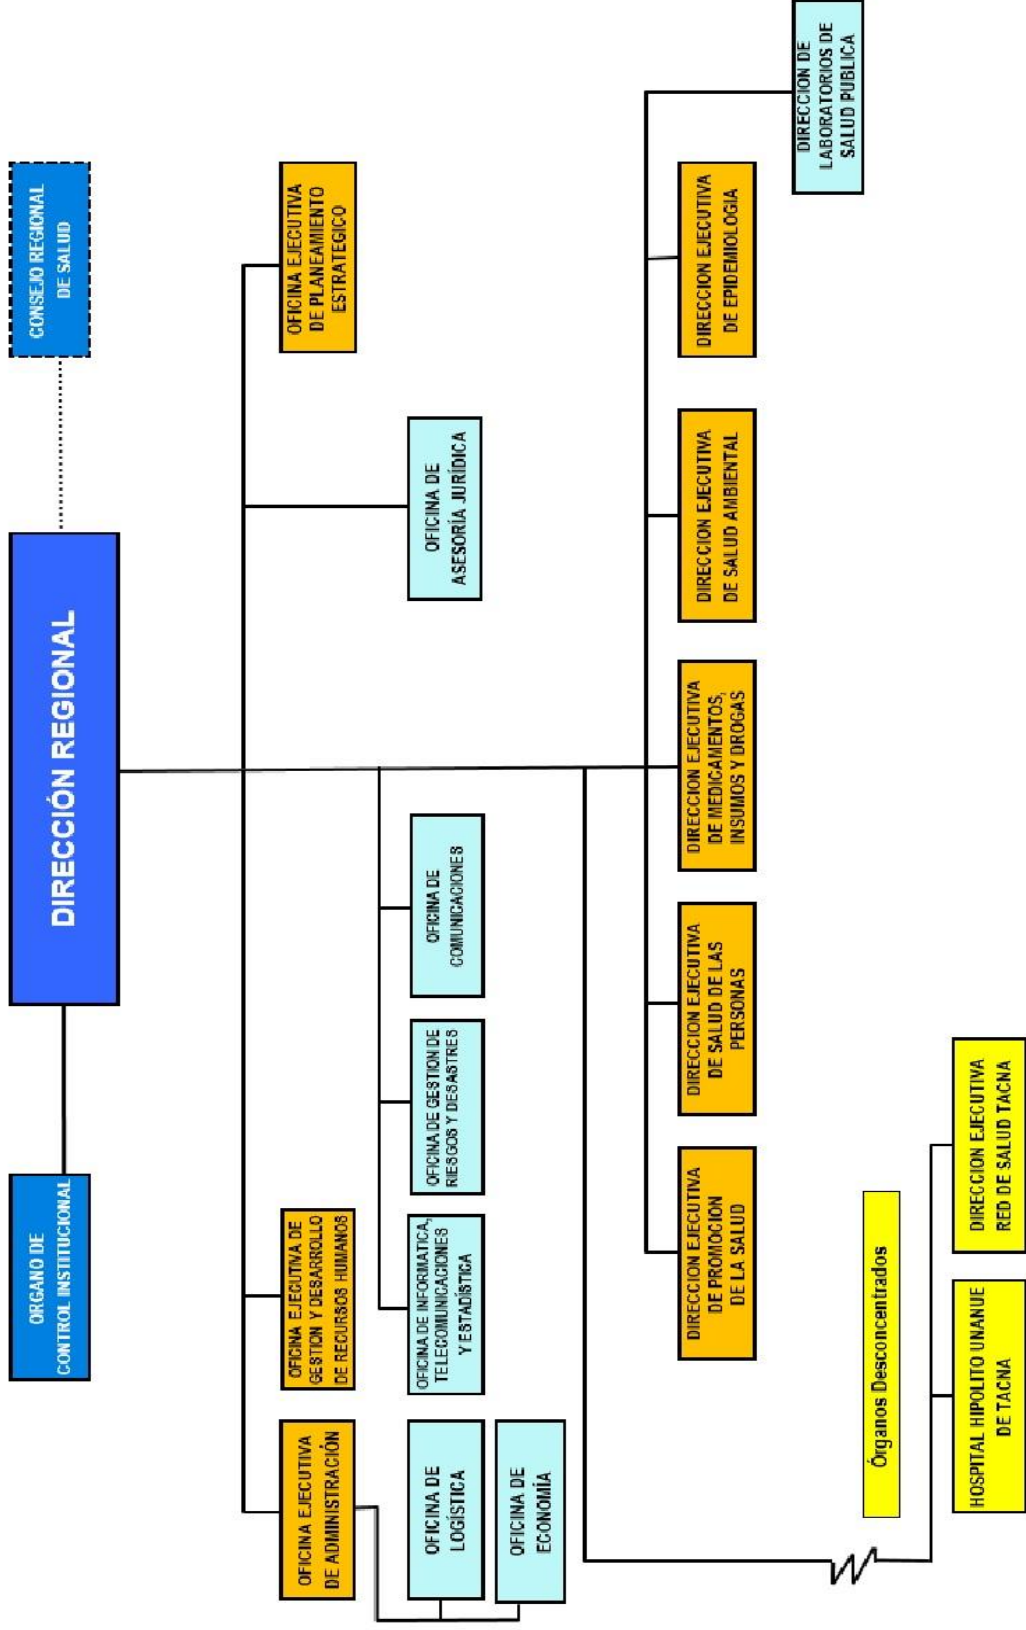 ORGANO DE
CONTROL INSTITUCIONAL
DIRECCIÓN REGIONAL
CONSEJO REGIONAL
DE SALUD
OFICINA EJECUTIVA
DE ADMINISTRACIÓN
OFICINA EJECUTIVA DE
GESTION Y DESARROLLO
DE RECURSOS HUMANOS
OFICINA EJECUTIVA
DE PLANEAMIENTO
ESTRATEGICO
OFICINA DE
LOGÍSTICA
OFICINA DE INFORMATICA,
TELECOMUNICACIONES
Y ESTADÍSTICA
OFICINA DE GESTION DE
RIESGOS Y DESASTRES
OFICINA DE
COMUNICACIONES
OFICINA DE
ASESORÍA JURÍDICA
OFICINA DE
ECONOMÍA
DIRECCION EJECUTIVA
DE PROMOCION
DE LA SALUD
DIRECCION EJECUTIVA
DE SALUD DE LAS
PERSONAS
DIRECCION EJECUTIVA
DE MEDICAMENTOS,
INSUMOS Y DROGAS
DIRECCION EJECUTIVA
DE SALUD AMBIENTAL
DIRECCION EJECUTIVA
DE EPIDEMIOLOGIA
DIRECCION DE
LABORATORIOS DE
SALUD PUBLICA
Órganos Desconcentrados
HOSPITAL HIPOLITO UNANUE
DE TACNA
DIRECCION EJECUTIVA
RED DE SALUD TACNA